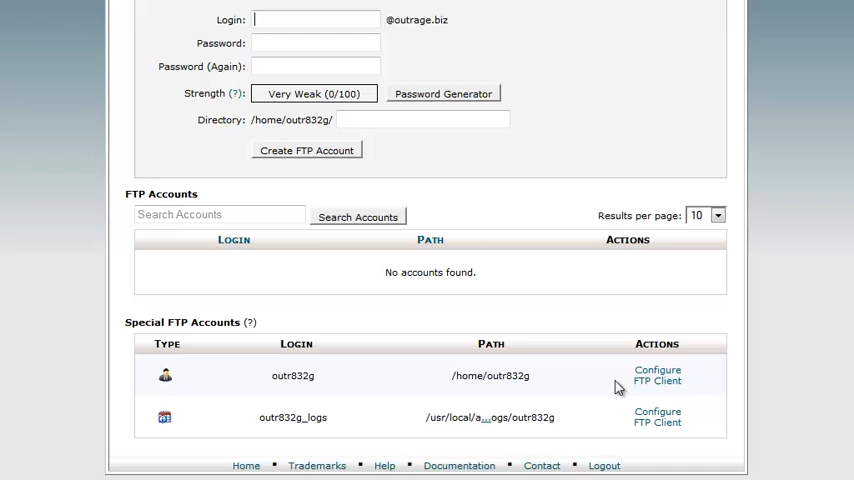 Login: @outrage.biz
Password:
Password (Again):
Strength (?): Very Weak (0/100) Password Generator
Directory: /home/outr832g/
Create FTP Account
FTP Accounts
Search Accounts Search Accounts Results per page: 10
LOGIN PATH ACTIONS
No accounts found.
Special FTP Accounts (?)
TYPE LOGIN PATH ACTIONS
outr832g /home/outr832g Configure
FTP Client
outr832g_logs /usr/local/a...ogs/outr832g Configure
FTP Client
Home ▪ Trademarks ▪ Help ▪ Documentation ▪ Contact ▪ Logout